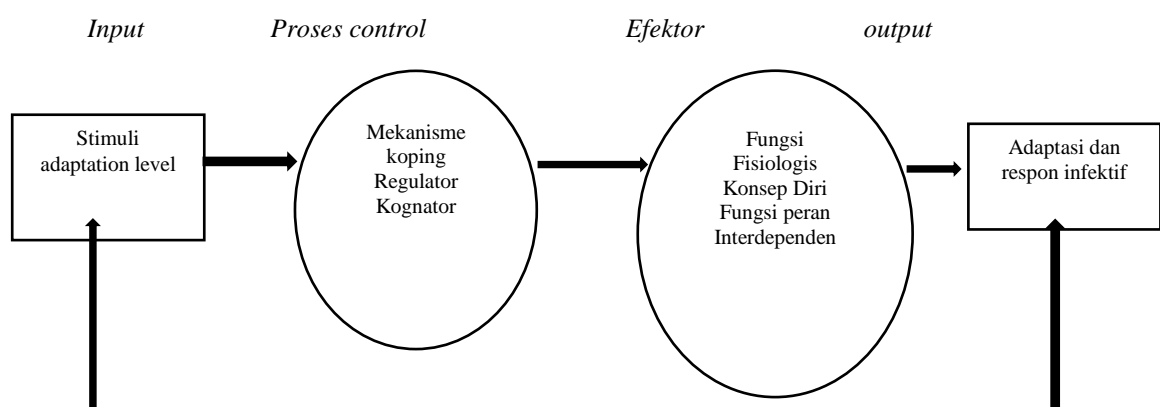 Input Proses control Efektor output
Stimuli
adaptation level
Mekanisme
koping
Regulator
Kognator
Fungsi
Fisiologis
Konsep Diri
Fungsi peran
Interdependen
Adaptasi dan
respon infektif